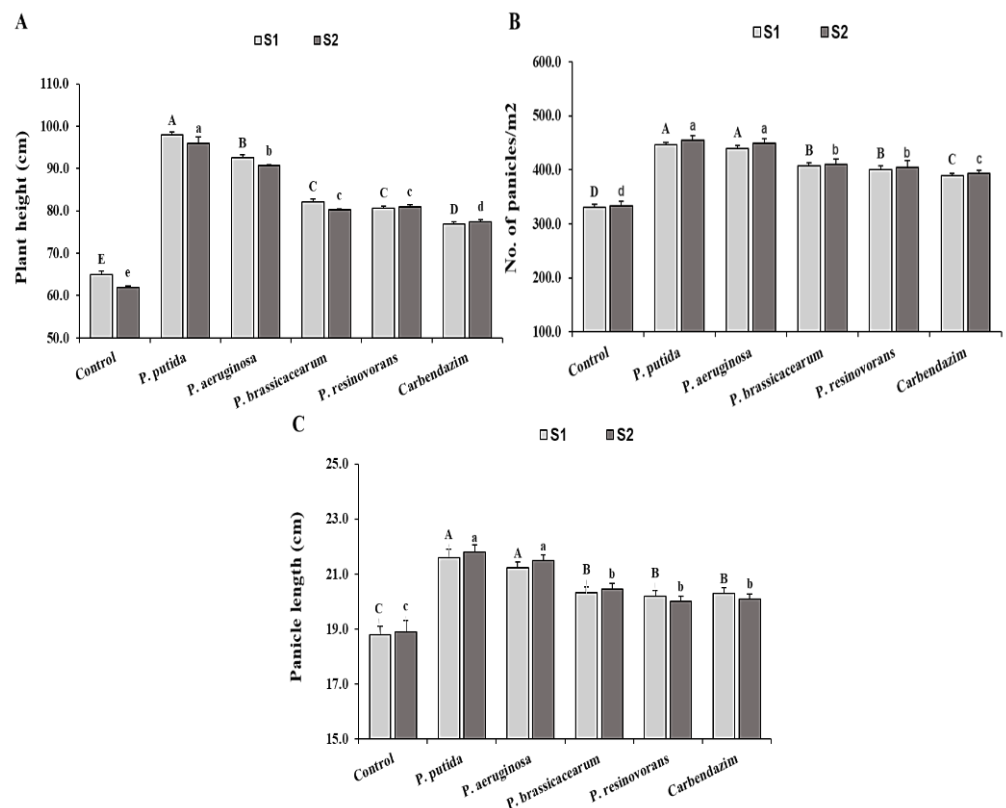 A
S1 S2
Plant height (cm)
110.0
100.0
90.0
80.0
70.0
60.0
50.0
E e A a B b C c C c D d
Control P. putida P. aeruginosa P. brassicacearum P. resinovorans Carbendazim
B
S1 S2
No. of panicles/m2
600.0
500.0
400.0
300.0
200.0
100.0
D d A a A a B b B b C c
Control P. putida P. aeruginosa P. brassicacearum P. resinovorans Carbendazim
C
S1 S2
Panicle length (cm)
25.0
23.0
21.0
19.0
17.0
15.0
C c A a A a B b B b B b
Control P. putida P. aeruginosa P. brassicacearum P. resinovorans Carbendazim